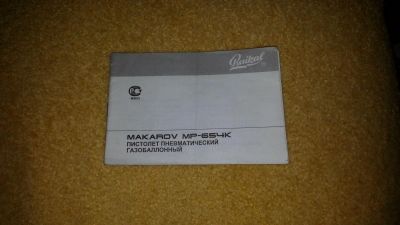 Baikal
MAKAROV MP-654K
ПИСТОЛЕТ ПНЕВМАТИЧЕСКИЙ
ГАЗОБАЛЛОННЫЙ